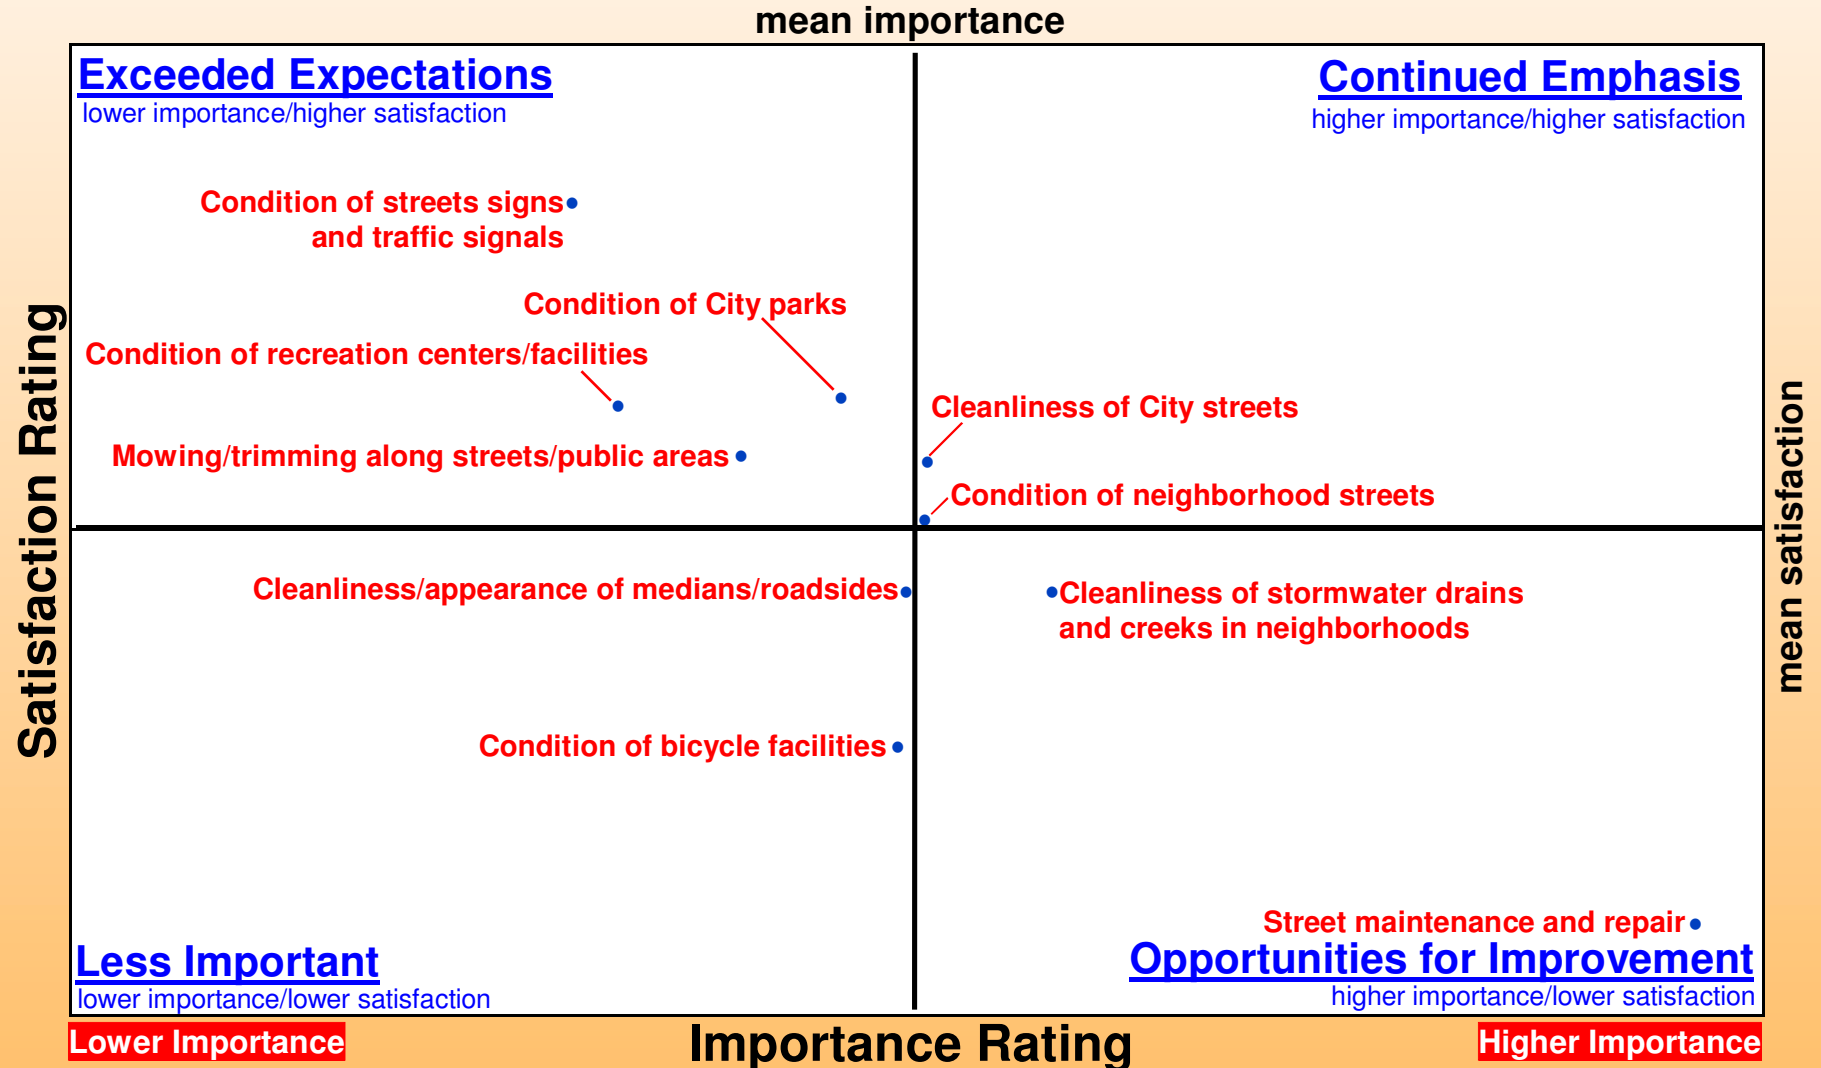 mean importance
Exceeded Expectations
lower importance/higher satisfaction
Continued Emphasis
higher importance/higher satisfaction
Condition of streets signs
and traffic signals
Condition of City parks
Condition of recreation centers/facilities
Mowing/trimming along streets/public areas
Cleanliness of City streets
Condition of neighborhood streets
Satisfaction Rating
mean satisfaction
Cleanliness/appearance of medians/roadsides
Cleanliness of stormwater drains
and creeks in neighborhoods
Condition of bicycle facilities
Street maintenance and repair
Less Important
lower importance/lower satisfaction
Opportunities for Improvement
higher importance/lower satisfaction
Lower Importance
Importance Rating
Higher Importance